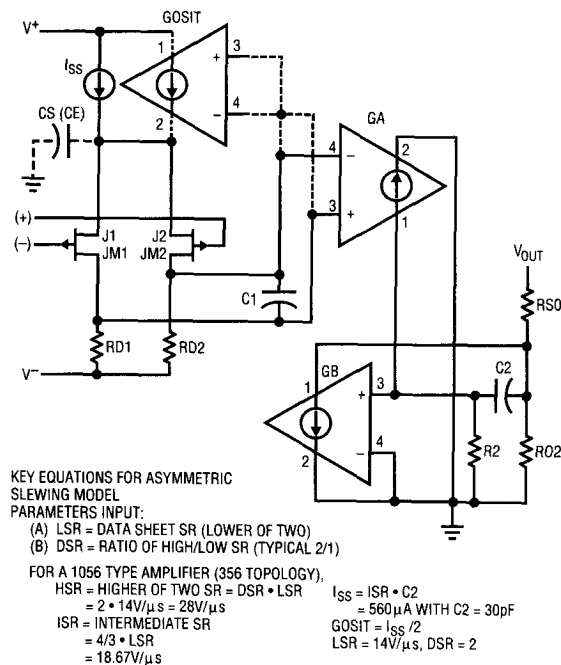 GOSIT
V+
1
3
ISS
+
4
−
CS (CE)
2
GA
4
−
2
3
+
1
(+)
(−)
J1
JM1
J2
JM2
C1
VOUT
RS0
RD1
RD2
V−
GB
1
3
+
C2
2
4
−
R2
RO2
KEY EQUATIONS FOR ASYMMETRIC
SLEWING MODEL
PARAMETERS INPUT:
(A) LSR = DATA SHEET SR (LOWER OF TWO)
(B) DSR = RATIO OF HIGH/LOW SR (TYPICAL 2/1)
FOR A 1056 TYPE AMPLIFIER (356 TOPOLOGY),
HSR = HIGHER OF TWO SR = DSR • LSR
= 2 • 14V/µs = 28V/µs
ISR = INTERMEDIATE SR
= 4/3 • LSR
= 18.67V/µs
ISS = ISR • C2
= 560µA WITH C2 = 30pF
GOSIT = ISS/2
LSR = 14V/µs, DSR = 2